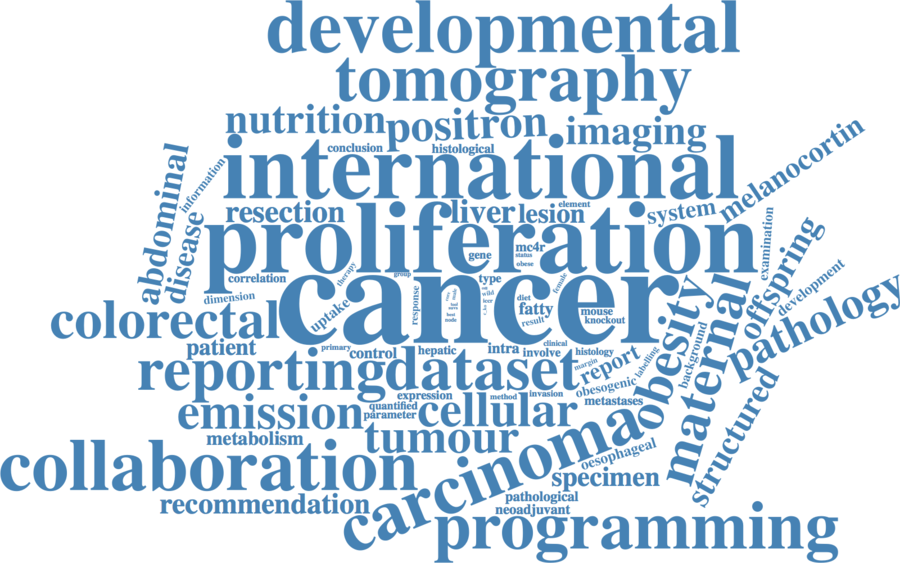 developmental
tomography
nutrition
positron
imaging
conclusion
histological
international
melanocortin
abdominal
information
disease
resection
liver
lesion
element
system
proliferation
gene
mc4r
status
obese
examination
offspring
correlation
therapy
group
type
female
development
dimension
cancer
uptake
response
wild
diet
fatty
result
mouse
knockout
best
node
colorectal
obesity
maternal
background
pathology
patient
primary
control
hepatic
intra
clinical
involve
histology
labelling
margin
report
reporting
dataset
obesogenic
expression
method
invasion
metastases
structured
emission
quantified
parameter
cellular
metabolism
tumour
carcinoma
oesophageal
collaboration
specimen
recommendation
pathological
neoadjuvant
programming